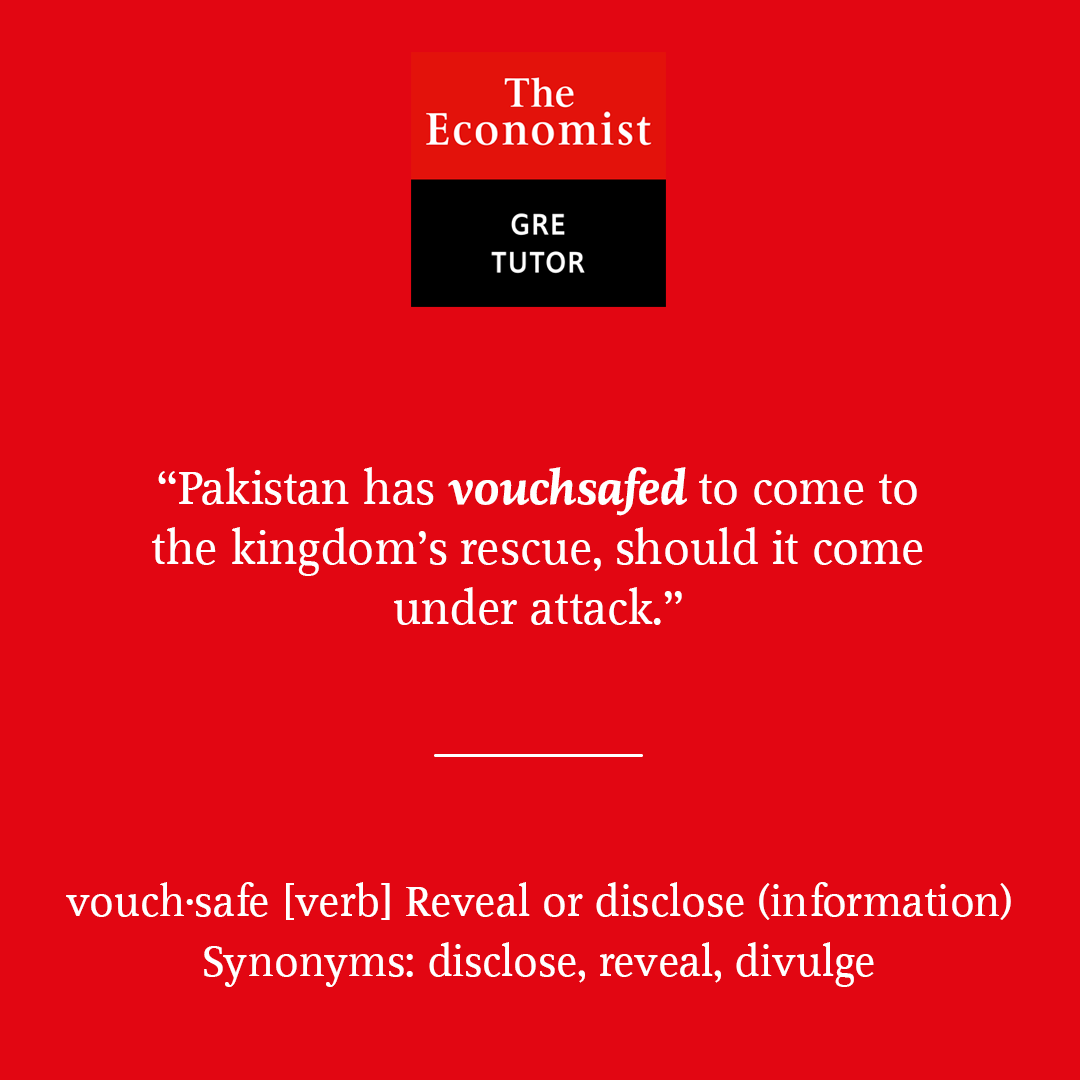 The
Economist
GRE
TUTOR
“Pakistan has vouchsafed to come to
the kingdom’s rescue, should it come
under attack.”
vouch·safe [verb] Reveal or disclose (information)
Synonyms: disclose, reveal, divulge